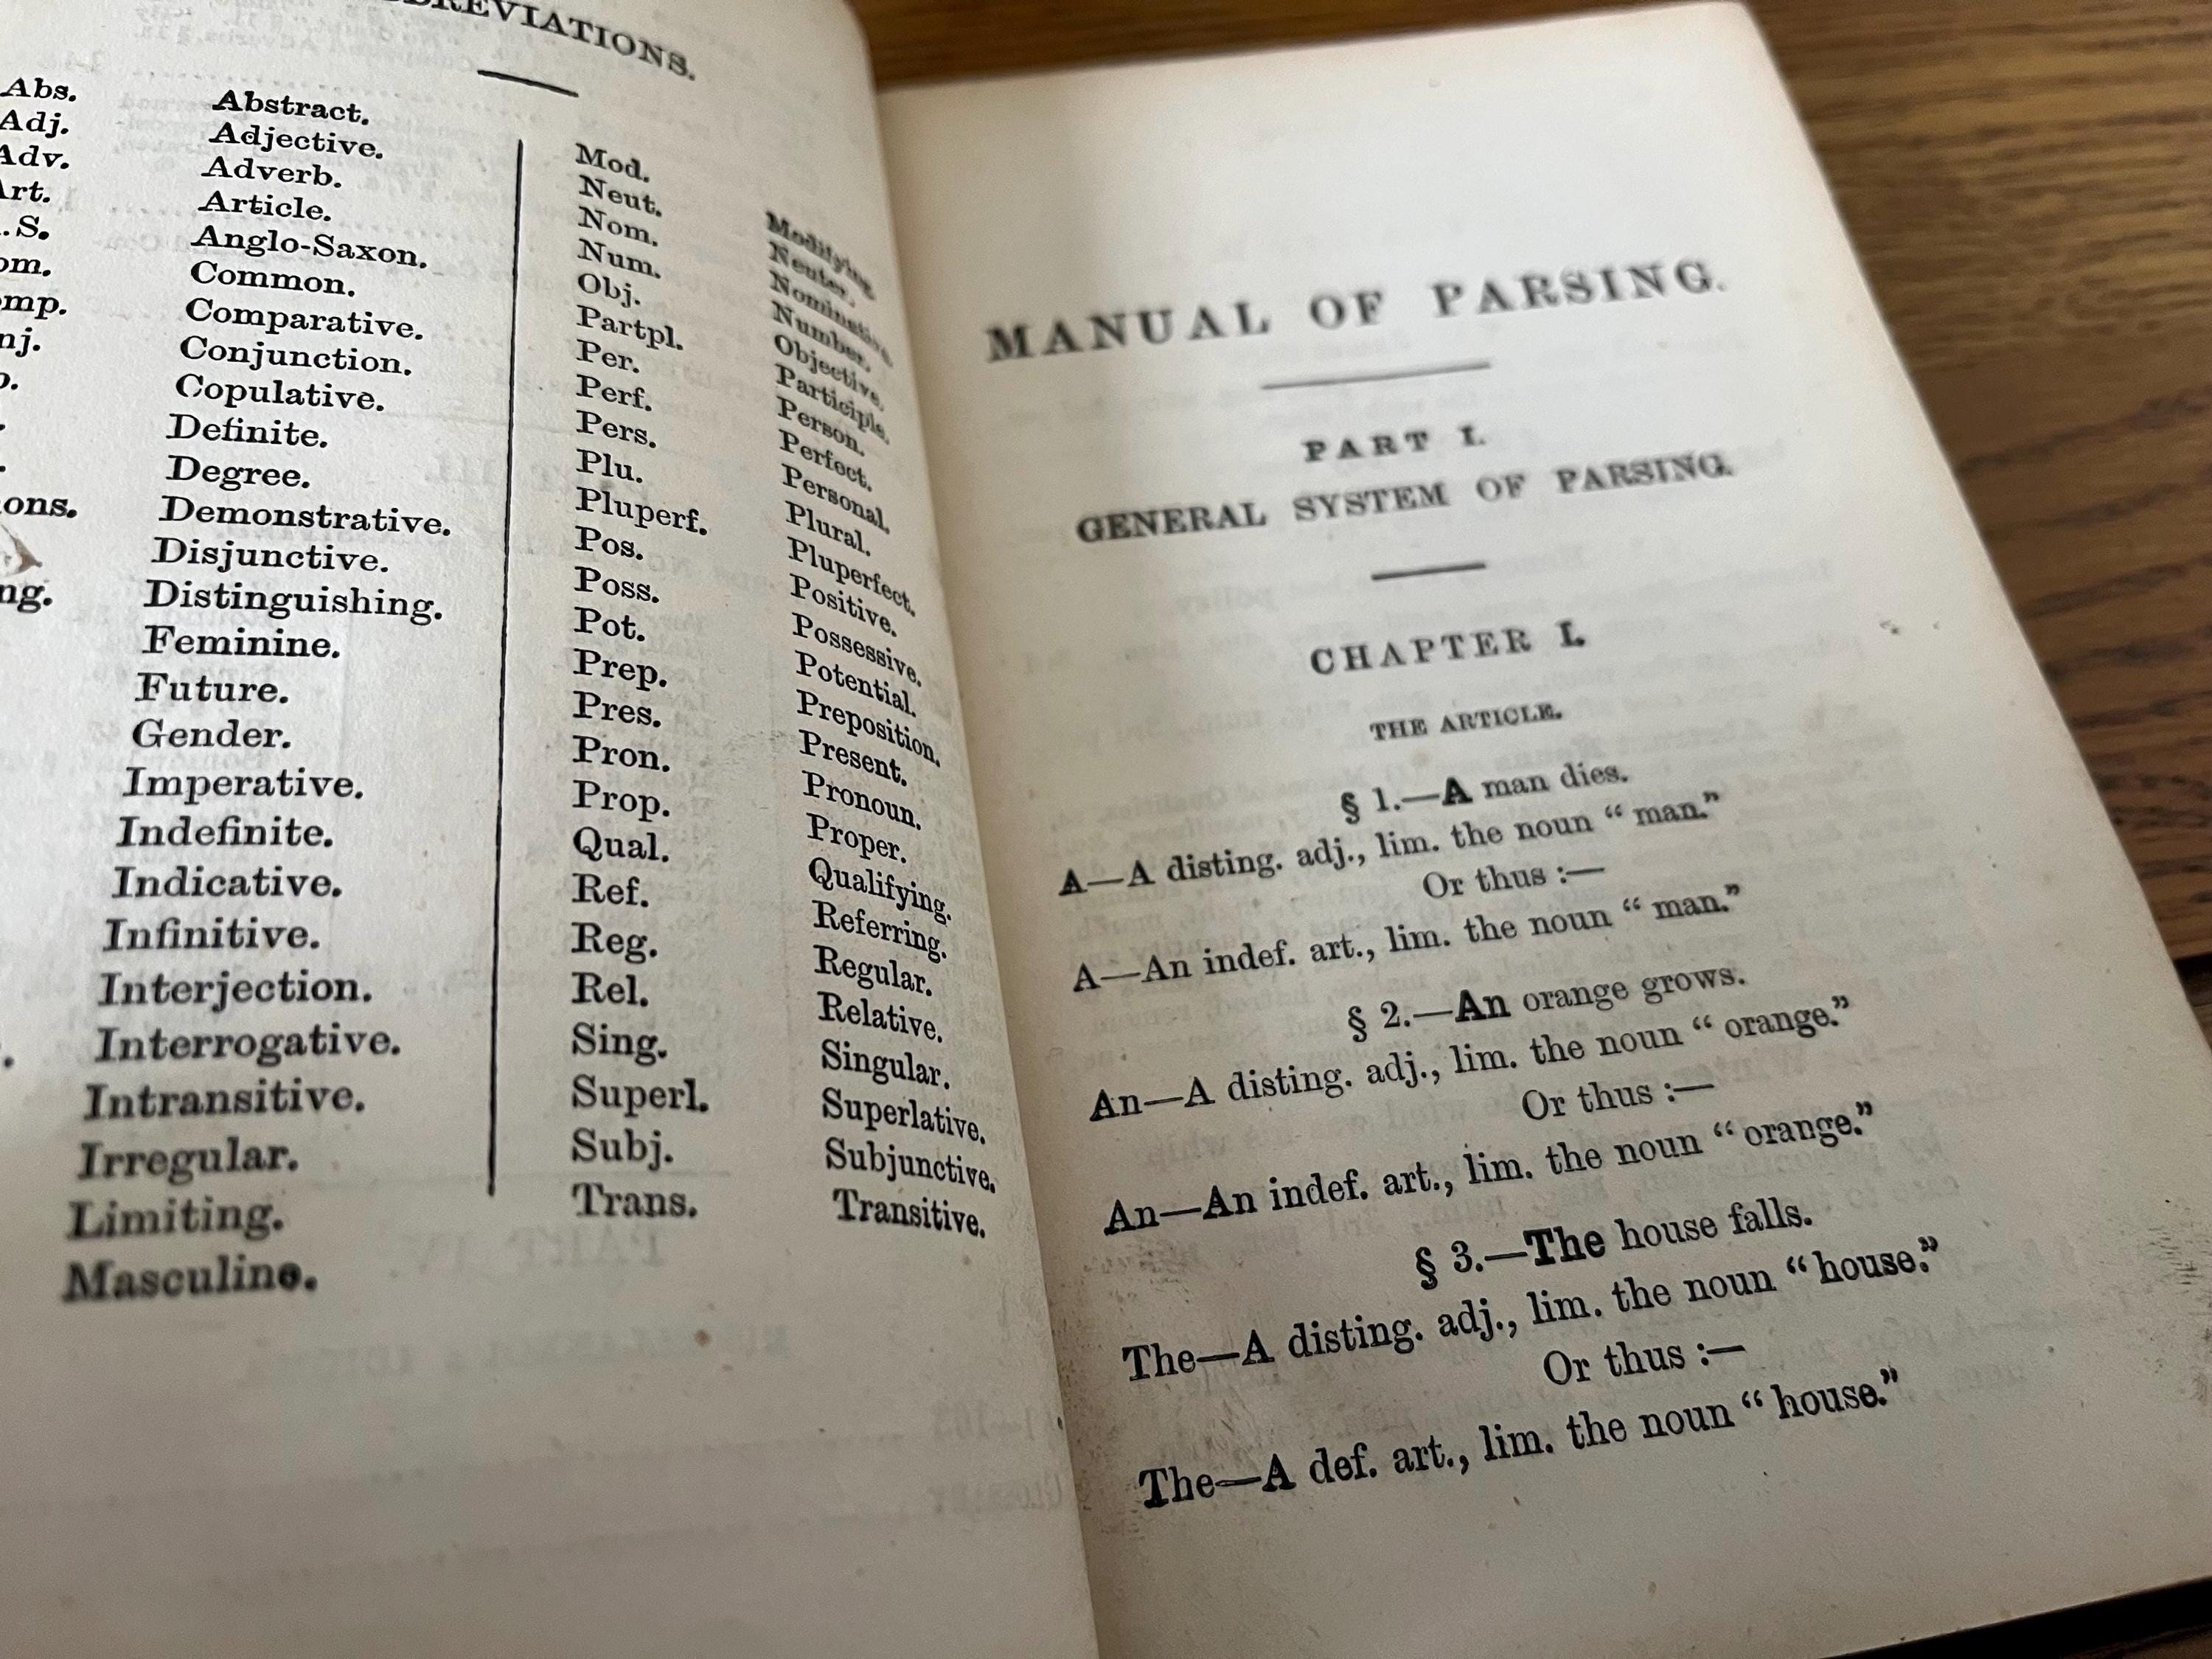 ABBREVIATIONS.
Abs. Abstract.
Adj. Adjective.
Adv. Adverb.
Art. Article.
.S. Anglo-Saxon.
om. Common.
mp. Comparative.
nj. Conjunction.
Copulative.
Definite.
Degree.
ons. Demonstrative.
Disjunctive.
ng. Distinguishing.
Feminine.
Future.
Gender.
Imperative.
Indefinite.
Indicative.
Infinitive.
Interjection.
Interrogative.
Intransitive.
Irregular.
Limiting.
Masculine.
Mod. Modifying.
Neut. Neuter.
Nom. Nominative.
Num. Number.
Obj. Objective.
Partpl. Participle.
Per. Person.
Perf. Perfect.
Pers. Personal.
Plu. Plural.
Pluperf. Pluperfect.
Pos. Positive.
Poss. Possessive.
Pot. Potential.
Prep. Preposition.
Pres. Present.
Pron. Pronoun.
Prop. Proper.
Qual. Qualifying.
Ref. Referring.
Reg. Regular.
Rel. Relative.
Sing. Singular.
Superl. Superlative.
Subj. Subjunctive.
Trans. Transitive.
MANUAL OF PARSING.
PART I.
GENERAL SYSTEM OF PARSING.
CHAPTER I.
THE ARTICLE.
§ 1.—A man dies.
A—A disting. adj., lim. the noun “ man.”
Or thus :—
A—An indef. art., lim. the noun “ man.”
§ 2.—An orange grows.
An—A disting. adj., lim. the noun “ orange.”
Or thus :—
An—An indef. art., lim. the noun “ orange.”
§ 3.—The house falls.
The—A disting. adj., lim. the noun “ house.”
Or thus :—
The—A def. art., lim. the noun “ house.”